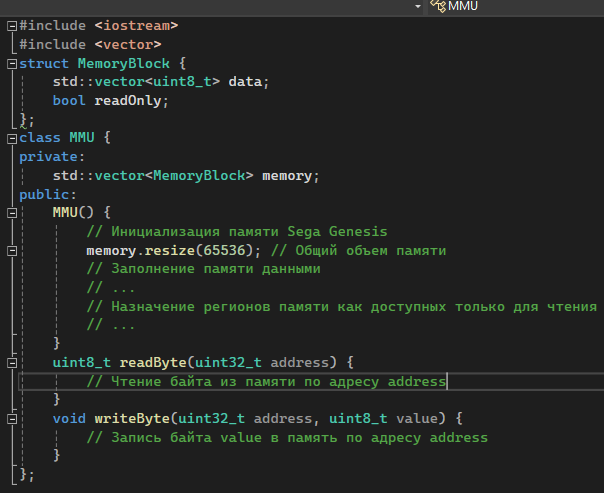 MMU
#include <iostream>
#include <vector>
struct MemoryBlock {
    std::vector<uint8_t> data;
    bool readOnly;
};
class MMU {
private:
    std::vector<MemoryBlock> memory;
public:
    MMU() {
        // Инициализация памяти Sega Genesis
        memory.resize(65536); // Общий объем памяти
        // Заполнение памяти данными
        // ...
        // Назначение регионов памяти как доступных только для чтения
        // ...
    }
    uint8_t readByte(uint32_t address) {
        // Чтение байта из памяти по адресу address
    }
    void writeByte(uint32_t address, uint8_t value) {
        // Запись байта value в память по адресу address
    }
};